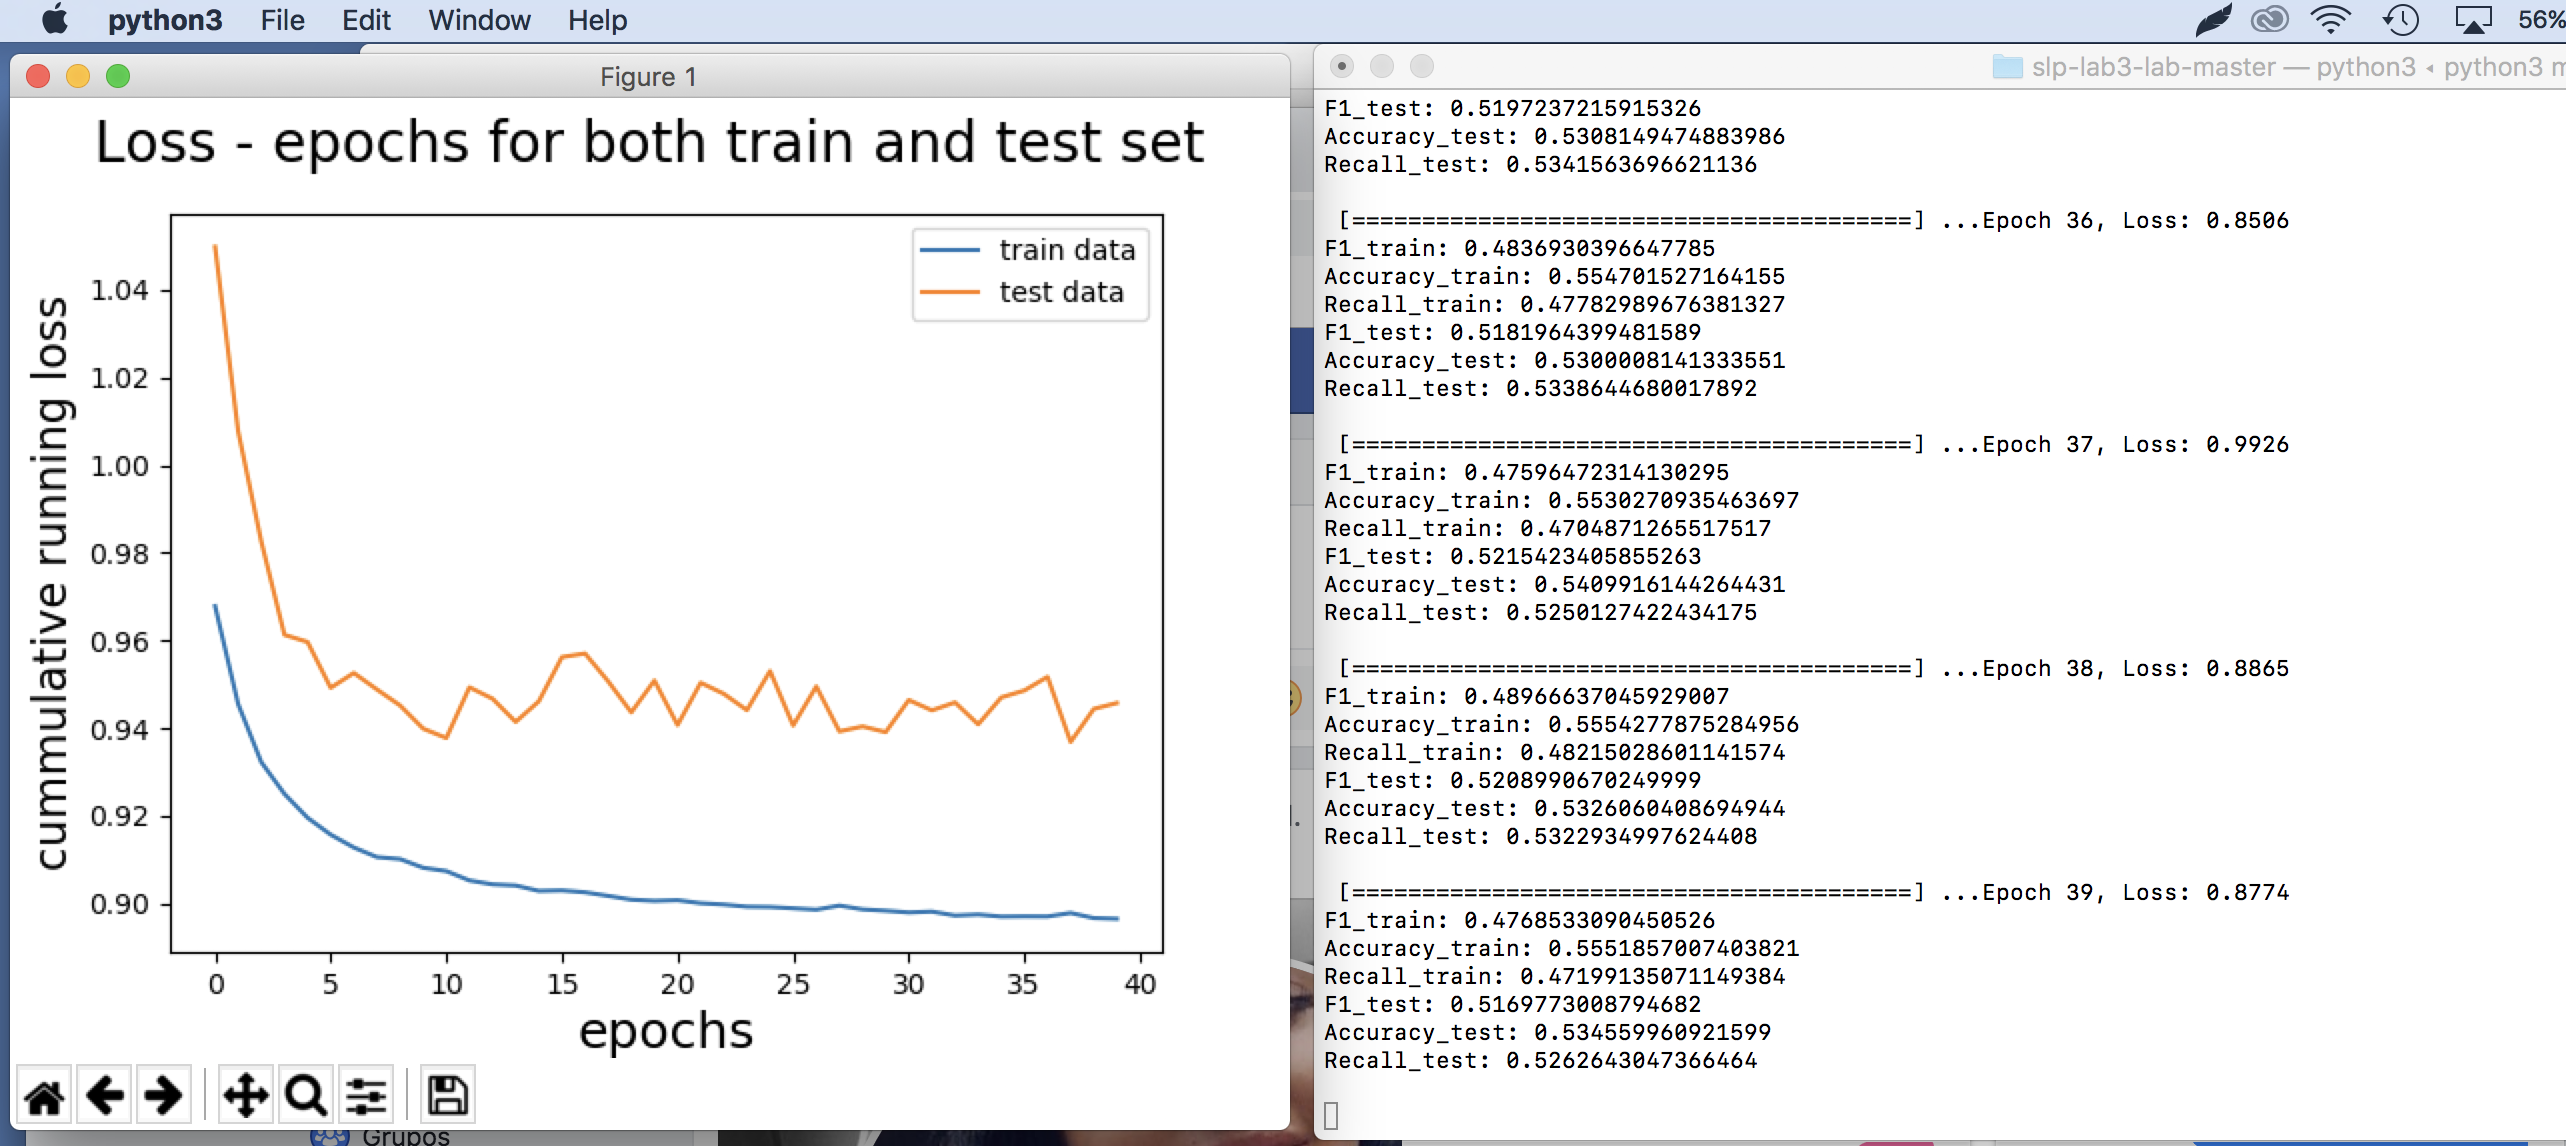 python3 File Edit Window Help 56%
Figure 1
Loss - epochs for both train and test set
train data
test data
1.04
1.02
1.00
0.98
0.96
0.94
0.92
0.90
cummulative running loss
0 5 10 15 20 25 30 35 40
epochs
Grupos
slp-lab3-lab-master — python3 ◂ python3 m
F1_test: 0.5197237215915326
Accuracy_test: 0.5308149474883986
Recall_test: 0.5341563696621136
[========================================] ...Epoch 36, Loss: 0.8506
F1_train: 0.4836930396647785
Accuracy_train: 0.554701527164155
Recall_train: 0.47782989676381327
F1_test: 0.5181964399481589
Accuracy_test: 0.5300008141333551
Recall_test: 0.5338644680017892
[========================================] ...Epoch 37, Loss: 0.9926
F1_train: 0.47596472314130295
Accuracy_train: 0.5530270935463697
Recall_train: 0.4704871265517517
F1_test: 0.5215423405855263
Accuracy_test: 0.5409916144264431
Recall_test: 0.5250127422434175
[========================================] ...Epoch 38, Loss: 0.8865
F1_train: 0.48966637045929007
Accuracy_train: 0.5554277875284956
Recall_train: 0.48215028601141574
F1_test: 0.5208990670249999
Accuracy_test: 0.5326060408694944
Recall_test: 0.5322934997624408
[========================================] ...Epoch 39, Loss: 0.8774
F1_train: 0.4768533090450526
Accuracy_train: 0.5551857007403821
Recall_train: 0.47199135071149384
F1_test: 0.5169773008794682
Accuracy_test: 0.534559960921599
Recall_test: 0.5262643047366464